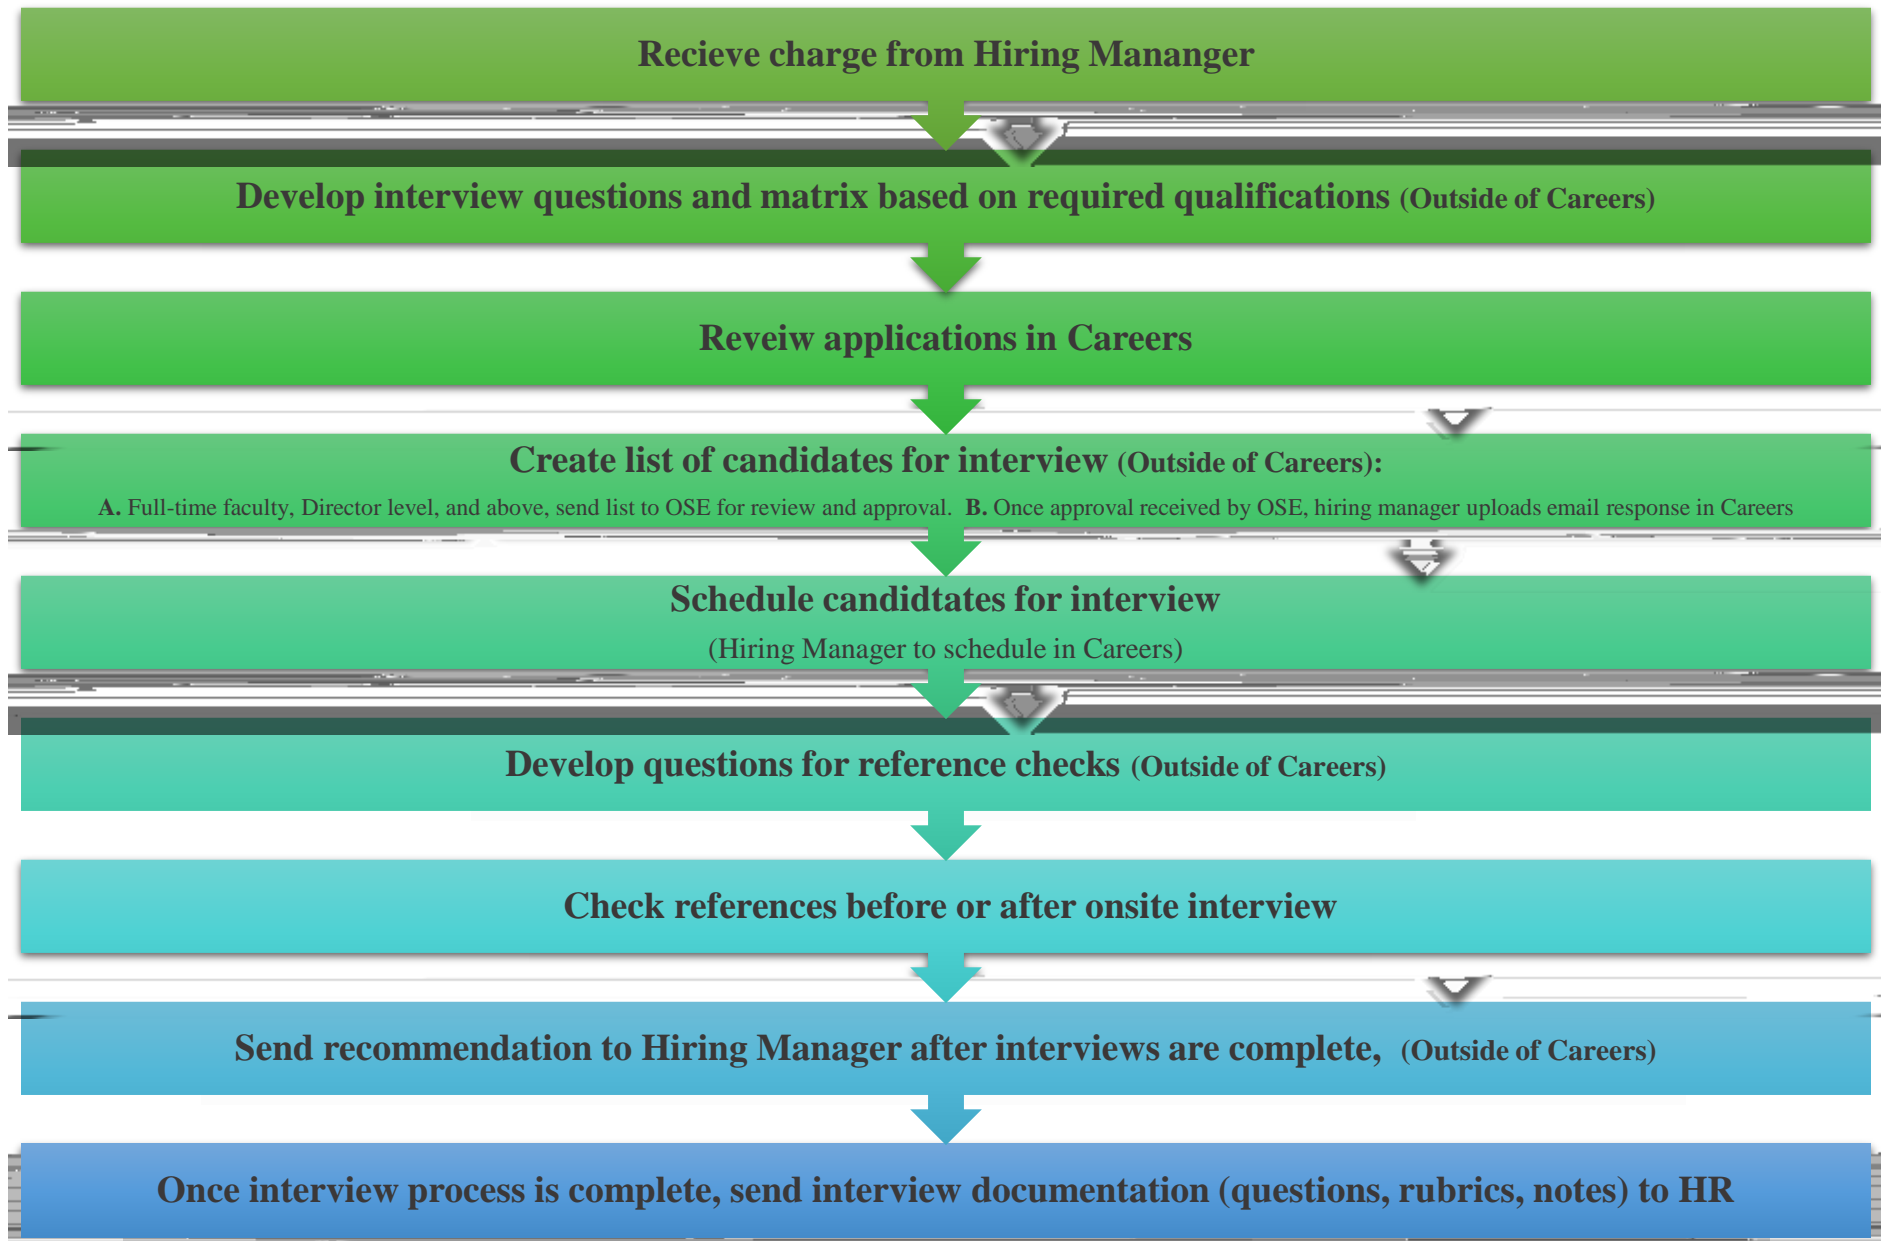 Recieve charge from Hiring Mananger
Develop interview questions and matrix based on required qualifications (Outside of Careers)
Reveiw applications in Careers
Create list of candidates for interview (Outside of Careers):
A. Full-time faculty, Director level, and above, send list to OSE for review and approval. B. Once approval received by OSE, hiring manager uploads email response in Careers
Schedule candidtates for interview
(Hiring Manager to schedule in Careers)
Develop questions for reference checks (Outside of Careers)
Check references before or after onsite interview
Send recommendation to Hiring Manager after interviews are complete, (Outside of Careers)
Once interview process is complete, send interview documentation (questions, rubrics, notes) to HR